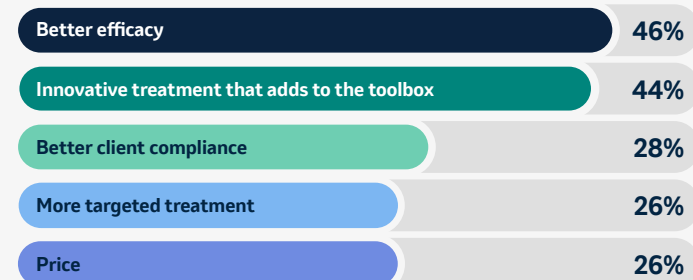 Better efficacy 46%
Innovative treatment that adds to the toolbox 44%
Better client compliance 28%
More targeted treatment 26%
Price 26%